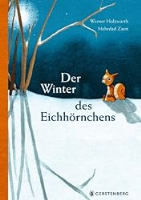 Werner Holzwarth
Mehrdad Zaeri
Der
Winter
des
Eichhörnchens
GERSTENBERG